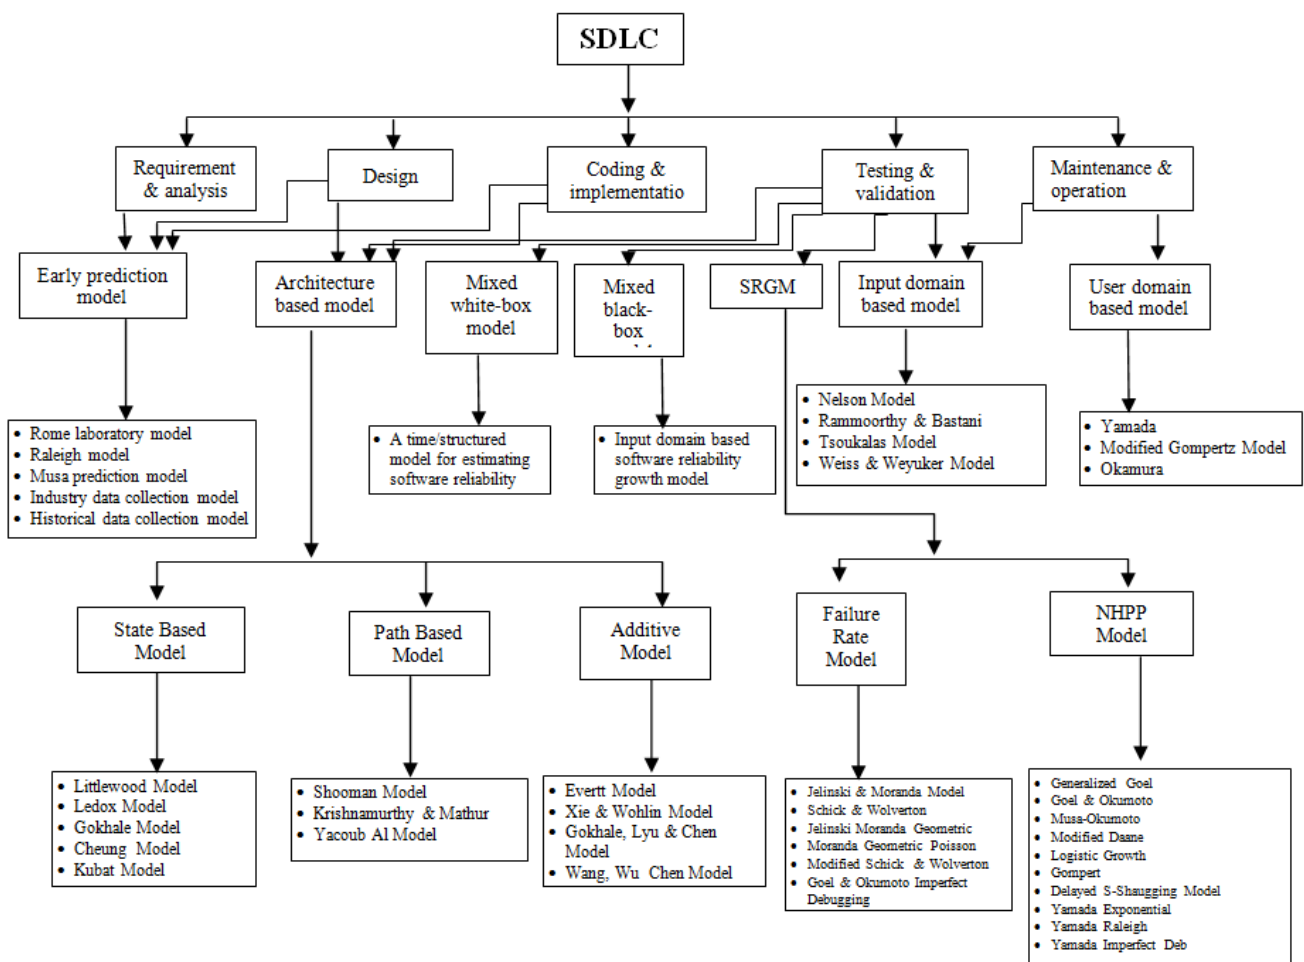 SDLC
Requirement
& analysis
Design
Coding &
implementatio
Testing &
validation
Maintenance &
operation
Early prediction
model
Architecture
based model
Mixed
white-box
model
Mixed
black-
box
SRGM
Input domain
based model
User domain
based model
• Rome laboratory model
• Raleigh model
• Musa prediction model
• Industry data collection model
• Historical data collection model
• A time/structured
model for estimating
software reliability
• Input domain based
software reliability
growth model
• Nelson Model
• Rammoorthy & Bastani
• Tsoukalas Model
• Weiss & Weyuker Model
• Yamada
• Modified Gompertz Model
• Okamura
State Based
Model
Path Based
Model
Additive
Model
Failure
Rate
Model
NHPP
Model
• Littlewood Model
• Ledox Model
• Gokhale Model
• Cheung Model
• Kubat Model
• Shooman Model
• Krishnamurthy & Mathur
• Yacoub Al Model
• Evertt Model
• Xie & Wohlin Model
• Gokhale, Lyu & Chen
Model
• Wang, Wu Chen Model
• Jelinski & Moranda Model
• Schick & Wolverton
• Jelinski Moranda Geometric
• Moranda Geometric Poisson
• Modified Schick & Wolverton
• Goel & Okumoto Imperfect
Debugging
• Generalized Goel
• Goel & Okumoto
• Musa-Okumoto
• Modified Daane
• Logistic Growth
• Gompert
• Delayed S-Shaugging Model
• Yamada Exponential
• Yamada Raleigh
• Yamada Imperfect Deb